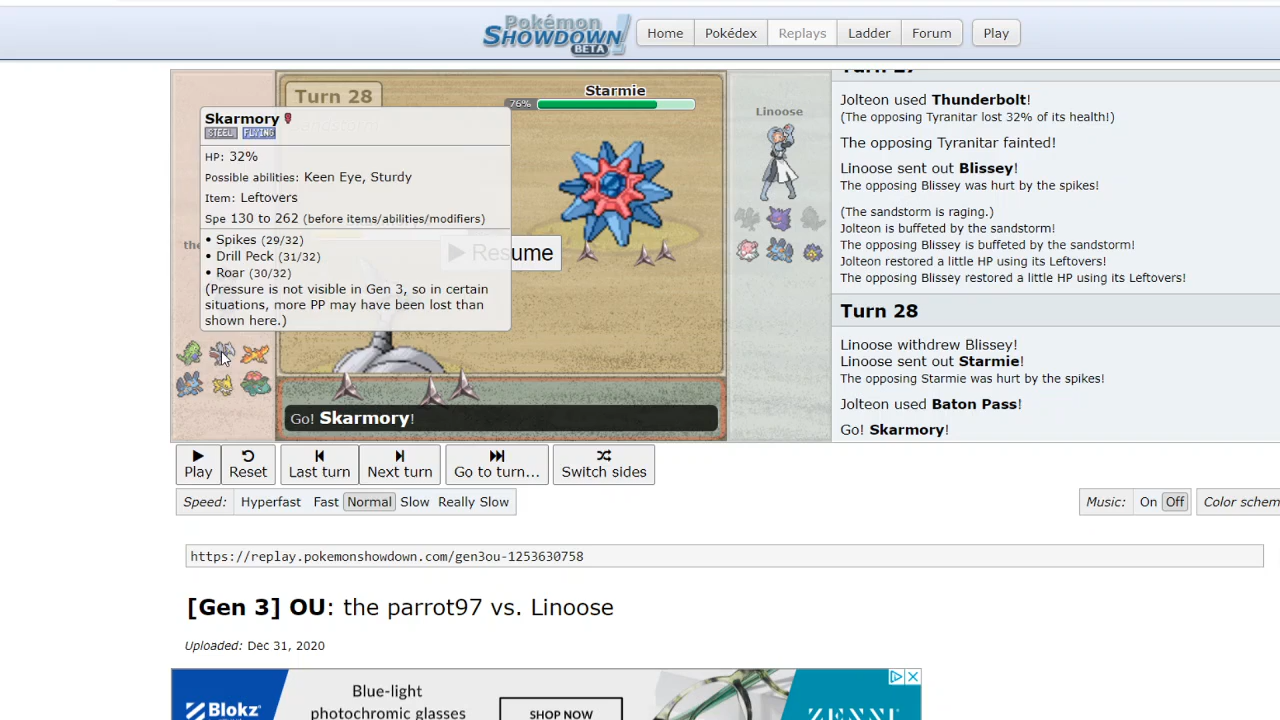 Pokémon
SHOWDOWN!
BETA
Home
Pokédex
Replays
Ladder
Forum
Play
Turn 28
Starmie
76%
Skarmory
STEEL FLYING
HP: 32%
Possible abilities: Keen Eye, Sturdy
Item: Leftovers
Spe 130 to 262 (before items/abilities/modifiers)
• Spikes (29/32)
• Drill Peck (31/32)
• Roar (30/32)
(Pressure is not visible in Gen 3, so in certain
situations, more PP may have been lost than
shown here.)
Resume
Go! Skarmory!
Linoose
Turn 27
Jolteon used Thunderbolt!
(The opposing Tyranitar lost 32% of its health!)
The opposing Tyranitar fainted!
Linoose sent out Blissey!
The opposing Blissey was hurt by the spikes!
(The sandstorm is raging.)
Jolteon is buffeted by the sandstorm!
The opposing Blissey is buffeted by the sandstorm!
Jolteon restored a little HP using its Leftovers!
The opposing Blissey restored a little HP using its Leftovers!
Turn 28
Linoose withdrew Blissey!
Linoose sent out Starmie!
The opposing Starmie was hurt by the spikes!
Jolteon used Baton Pass!
Go! Skarmory!
Play
Reset
Last turn
Next turn
Go to turn...
Switch sides
Speed: Hyperfast Fast Normal Slow Really Slow
Music: On Off
Color schem
https://replay.pokemonshowdown.com/gen3ou-1253630758
[Gen 3] OU: the parrot97 vs. Linoose
Uploaded: Dec 31, 2020
Blokz
Blue-light
photochromic glasses
SHOP NOW
ZENNI